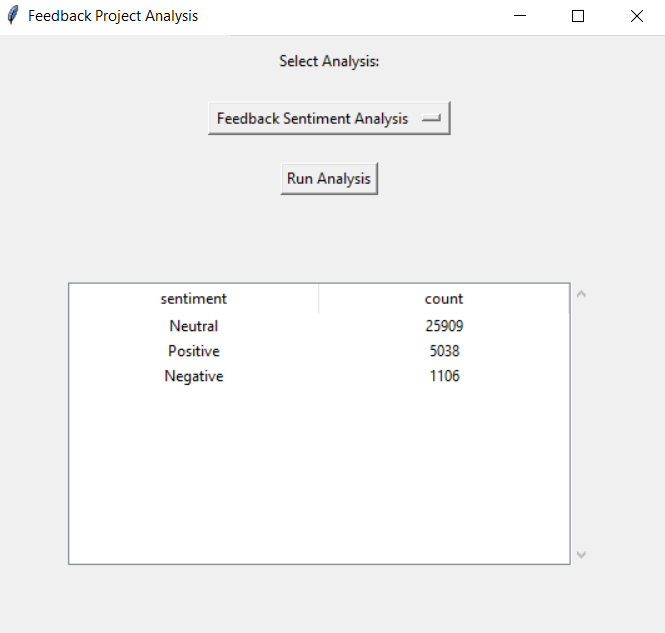 Feedback Project Analysis
Select Analysis:
Feedback Sentiment Analysis
Run Analysis
sentiment count
Neutral 25909
Positive 5038
Negative 1106